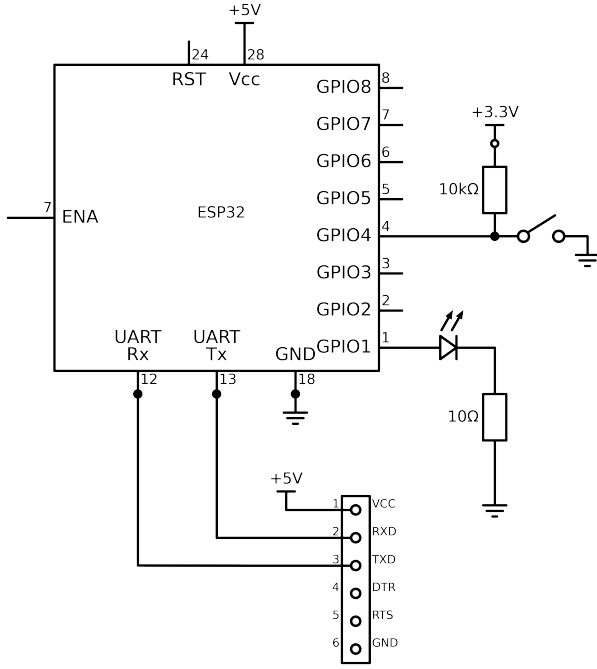 +5V
24
28
RST
Vcc
GPIO8
8
GPIO7
7
+3.3V
GPIO6
6
10kΩ
GPIO5
5
7
ENA
ESP32
GPIO4
4
GPIO3
3
GPIO2
2
UART
Rx
UART
Tx
GND
GPIO1
1
12
13
18
10Ω
+5V
1
VCC
2
RXD
3
TXD
4
DTR
5
RTS
6
GND